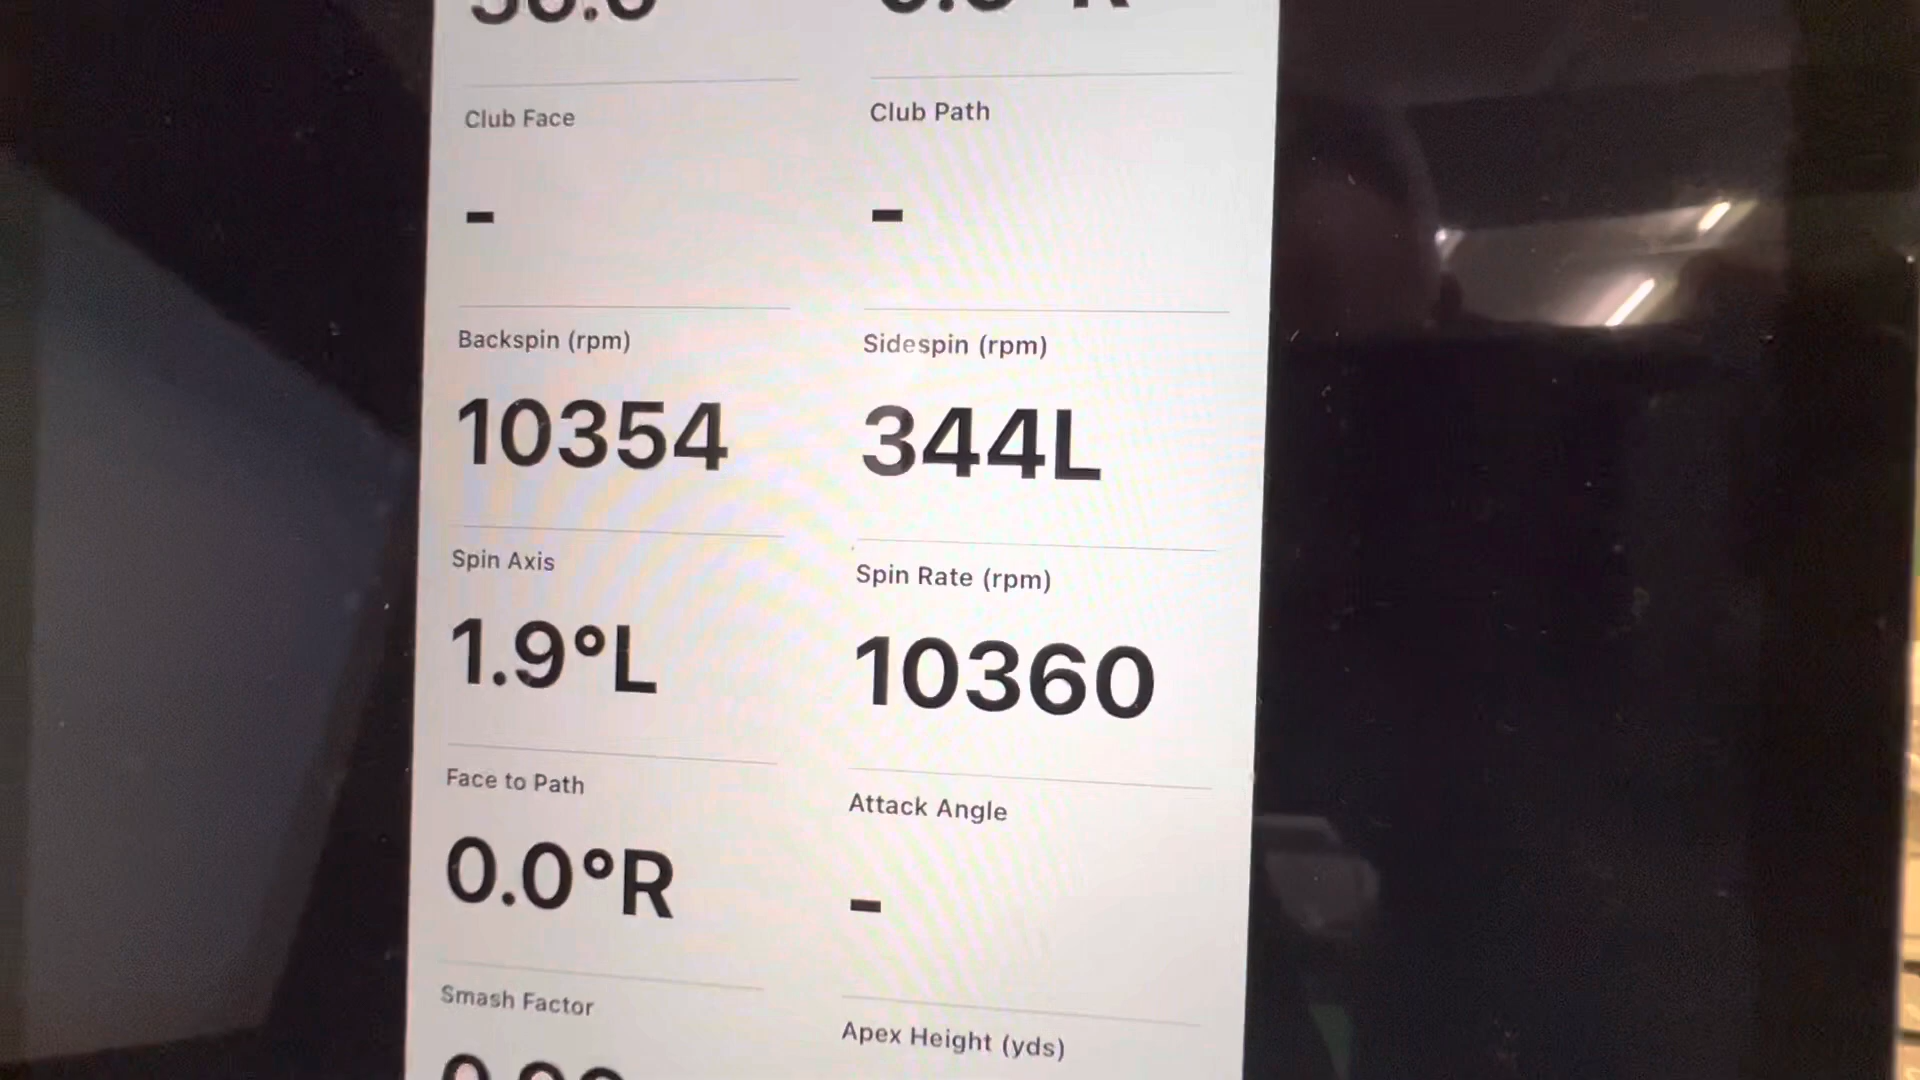 Club Face Club Path
- -
Backspin (rpm) Sidespin (rpm)
10354 344L
Spin Axis Spin Rate (rpm)
1.9°L 10360
Face to Path Attack Angle
0.0°R -
Smash Factor Apex Height (yds)